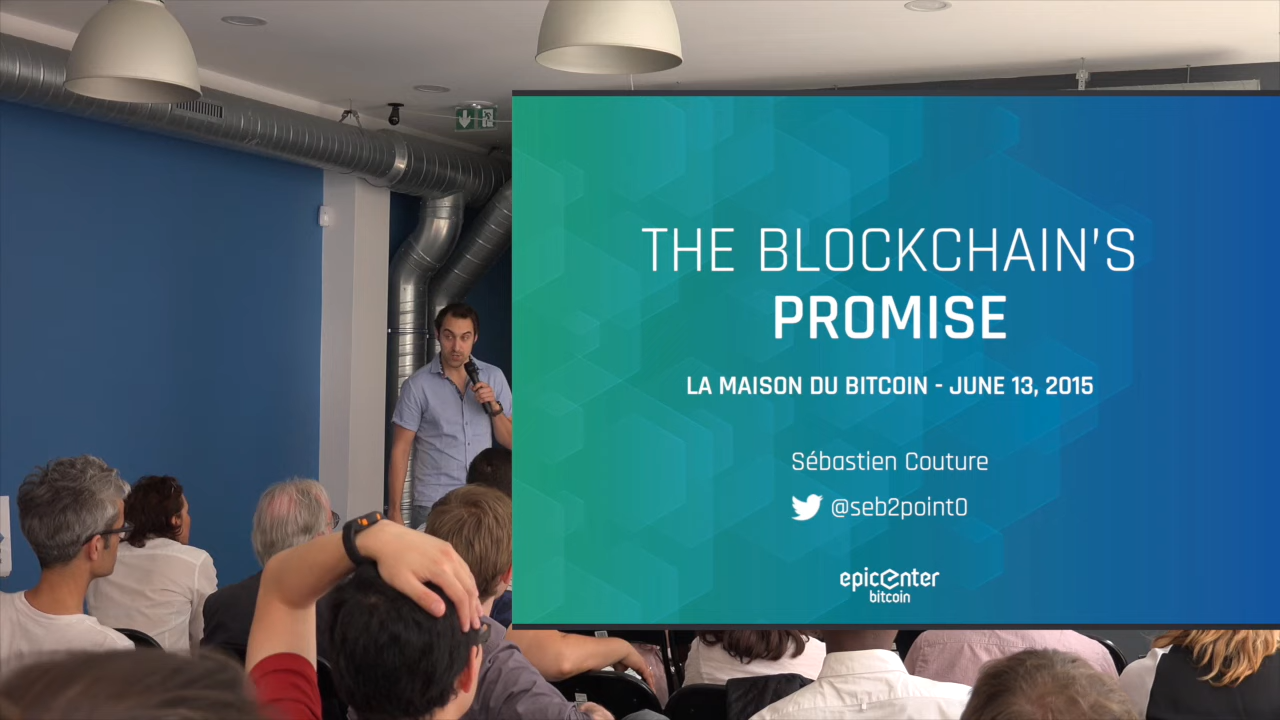 THE BLOCKCHAIN'S
PROMISE
LA MAISON DU BITCOIN - JUNE 13, 2015
Sébastien Couture
@seb2point0
epicenter
bitcoin